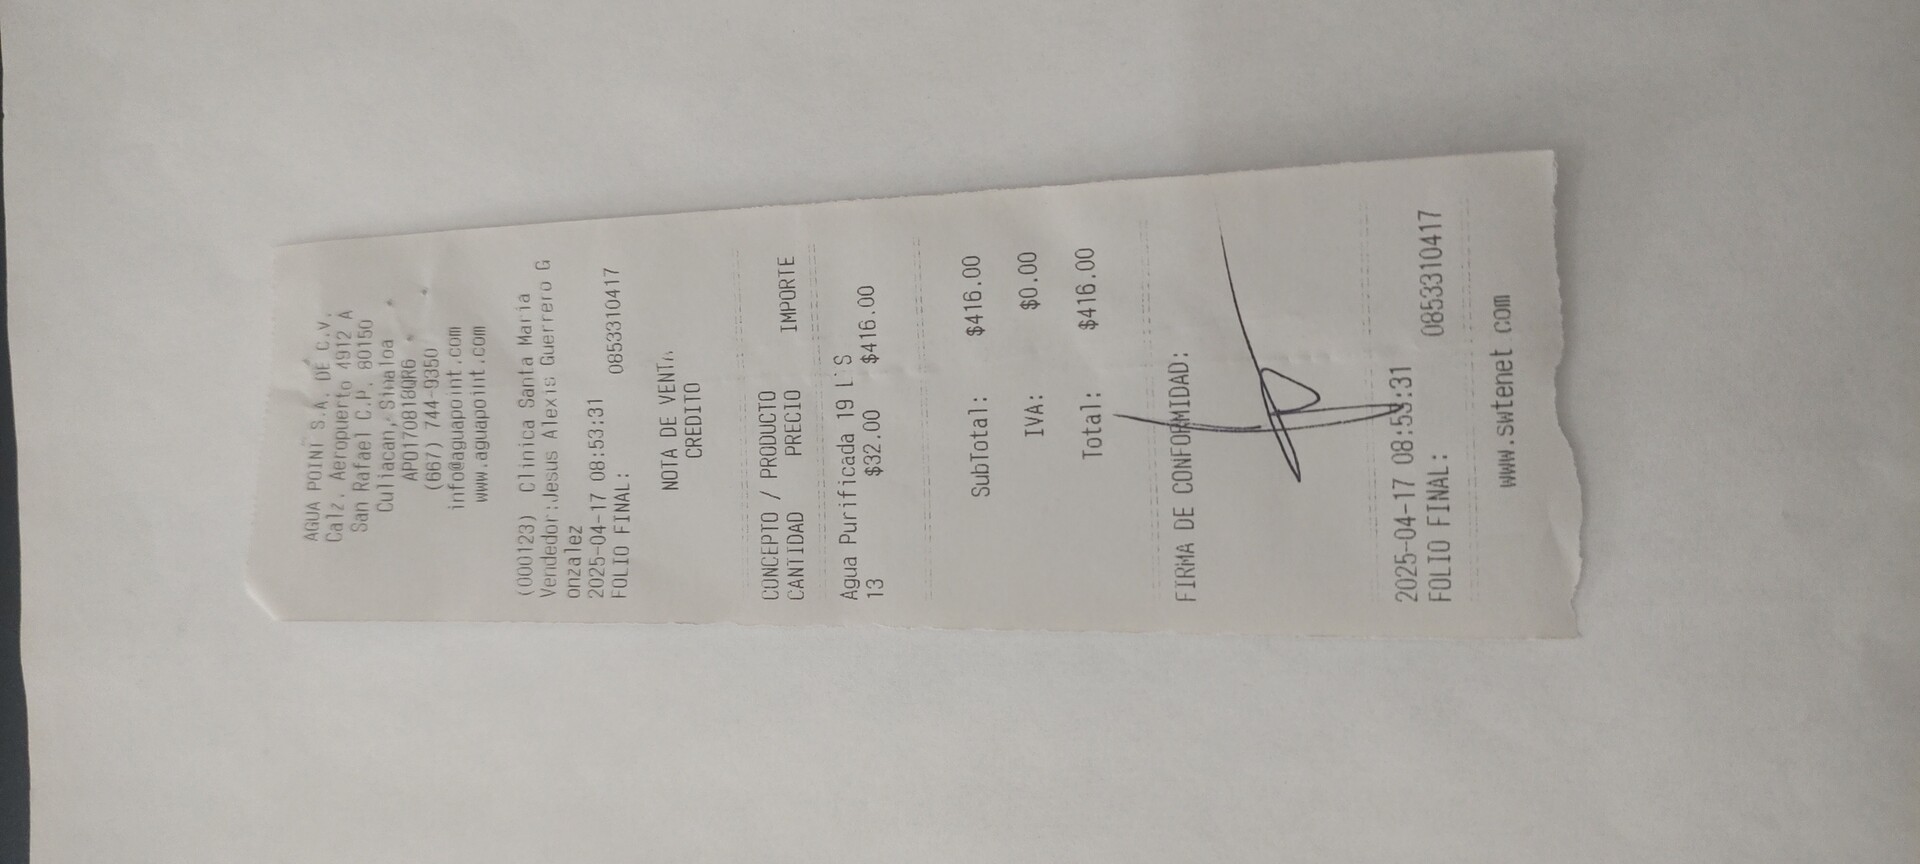 AGUA POINT S.A. DE C.V.
Calz. Aeropuerto 4912 A
San Rafael C.P. 80150
Culiacan, Sinaloa
APO170818QR6
(667) 744-9350
info@aguapoint.com
www.aguapoint.com
(000123) Clinica Santa Maria
Vendedor:Jesus Alexis Guerrero G
onzalez
2025-04-17 08:53:31
FOLIO FINAL: 0853310417
NOTA DE VENTA
CREDITO
CONCEPTO / PRODUCTO
CANTIDAD PRECIO IMPORTE
Agua Purificada 19 LTS
13 $32.00 $416.00
SubTotal: $416.00
IVA: $0.00
Total: $416.00
FIRMA DE CONFORMIDAD:
2025-04-17 08:53:31
FOLIO FINAL: 0853310417
www.swtenet.com